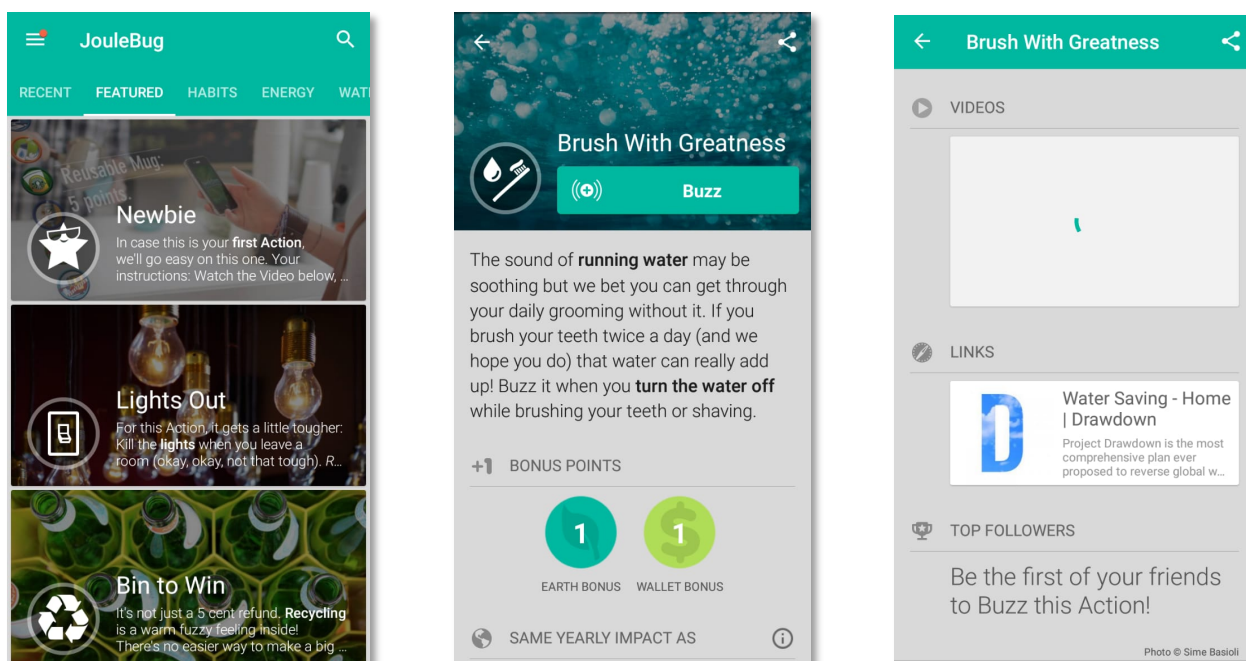 JouleBug
RECENT FEATURED HABITS ENERGY WAT
Reusable Mug:
5 points.
Newbie
In case this is your first Action,
we'll go easy on this one. Your
instructions: Watch the Video below, ...
Lights Out
For this Action, it gets a little tougher:
Kill the lights when you leave a
room (okay, okay, not that tough). R...
Bin to Win
It's not just a 5 cent refund. Recycling
is a warm fuzzy feeling inside!
There's no easier way to make a big ...
Brush With Greatness
Buzz
The sound of running water may be
soothing but we bet you can get through
your daily grooming without it. If you
brush your teeth twice a day (and we
hope you do) that water can really add
up! Buzz it when you turn the water off
while brushing your teeth or shaving.
+1 BONUS POINTS
1 1
EARTH BONUS WALLET BONUS
SAME YEARLY IMPACT AS
Brush With Greatness
VIDEOS
LINKS
Water Saving - Home
| Drawdown
Project Drawdown is the most
comprehensive plan ever
proposed to reverse global w...
TOP FOLLOWERS
Be the first of your friends
to Buzz this Action!
Photo © Sime Basioli